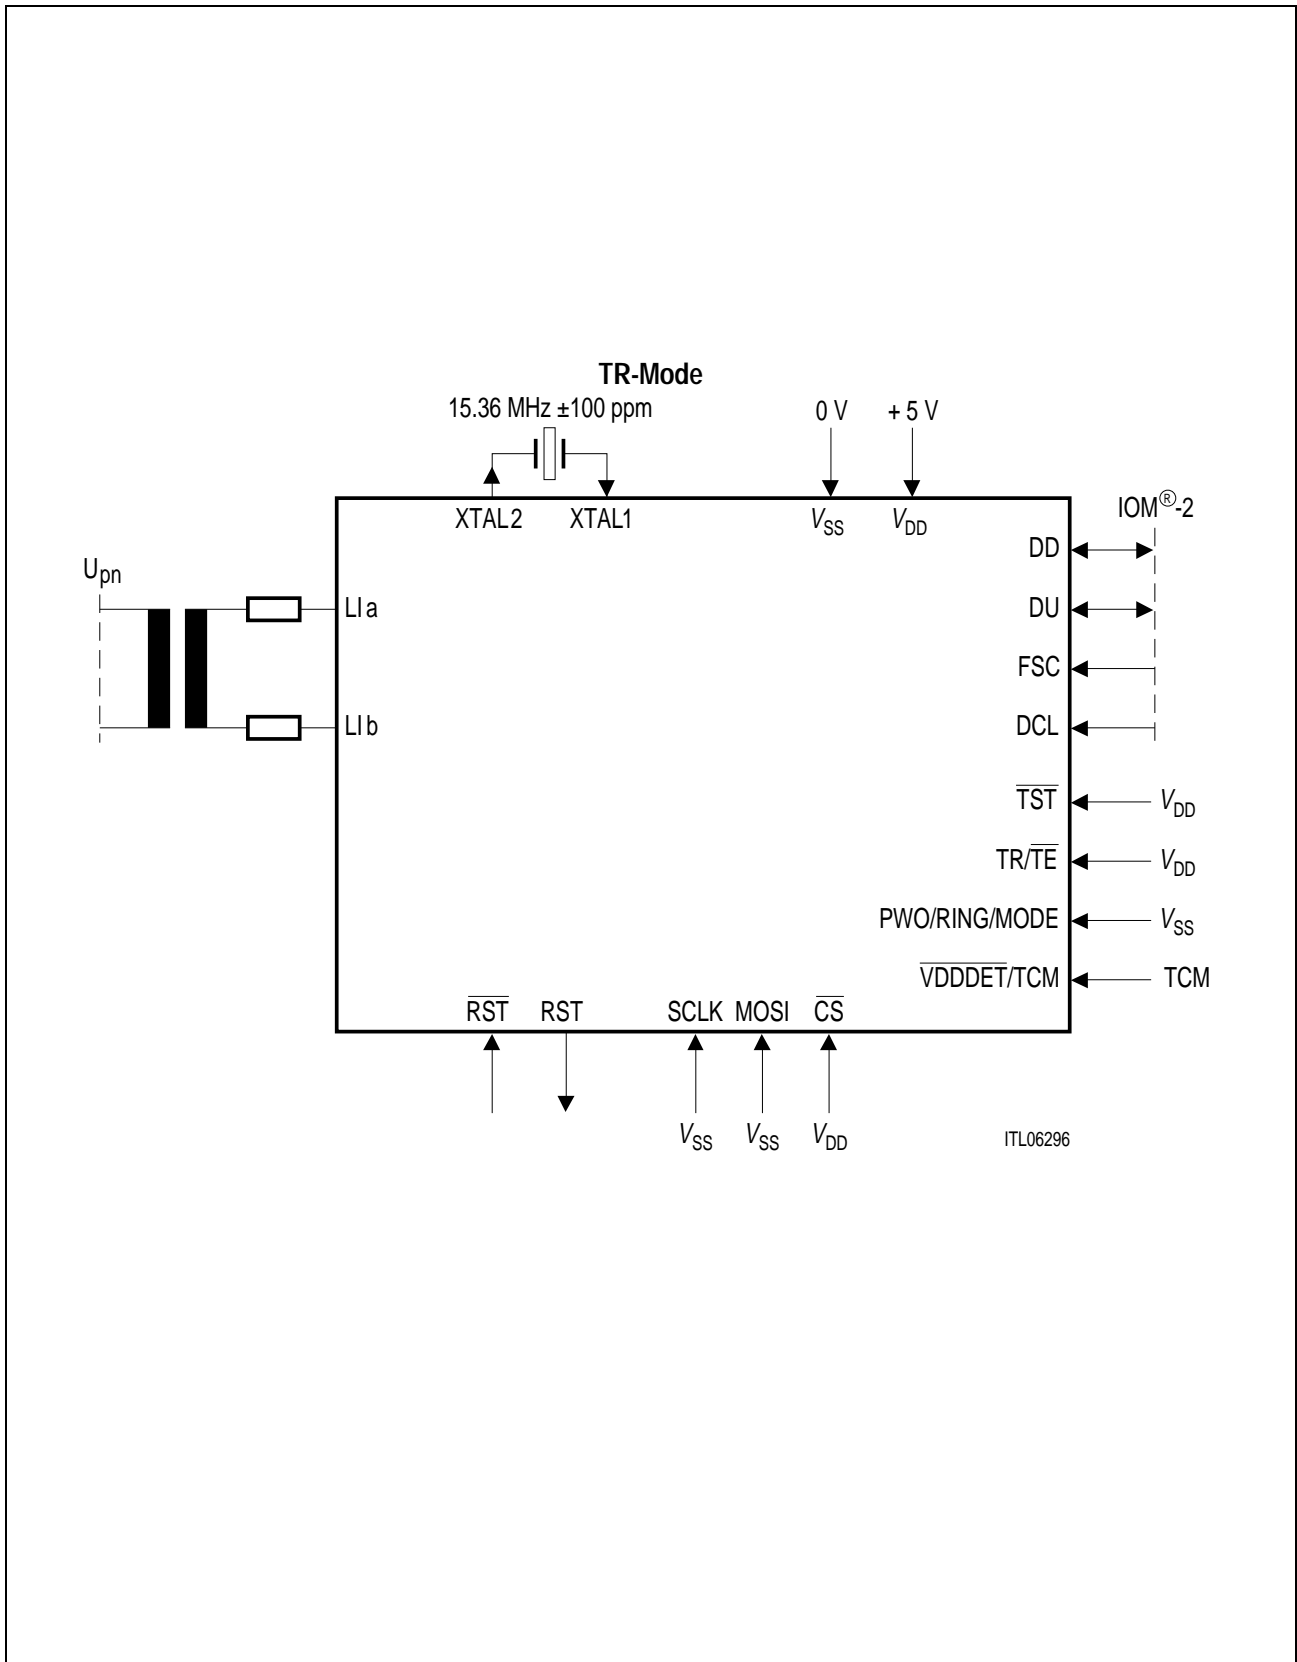 TR-Mode
15.36 MHz ±100 ppm
0 V
+ 5 V
XTAL2
XTAL1
VSS
VDD
IOM®-2
Upn
DD
LIa
DU
FSC
LIb
DCL
TST
VDD
TR/TE
VDD
PWO/RING/MODE
VSS
VDDDET/TCM
TCM
RST
RST
SCLK
MOSI
CS
VSS
VSS
VDD
ITL06296